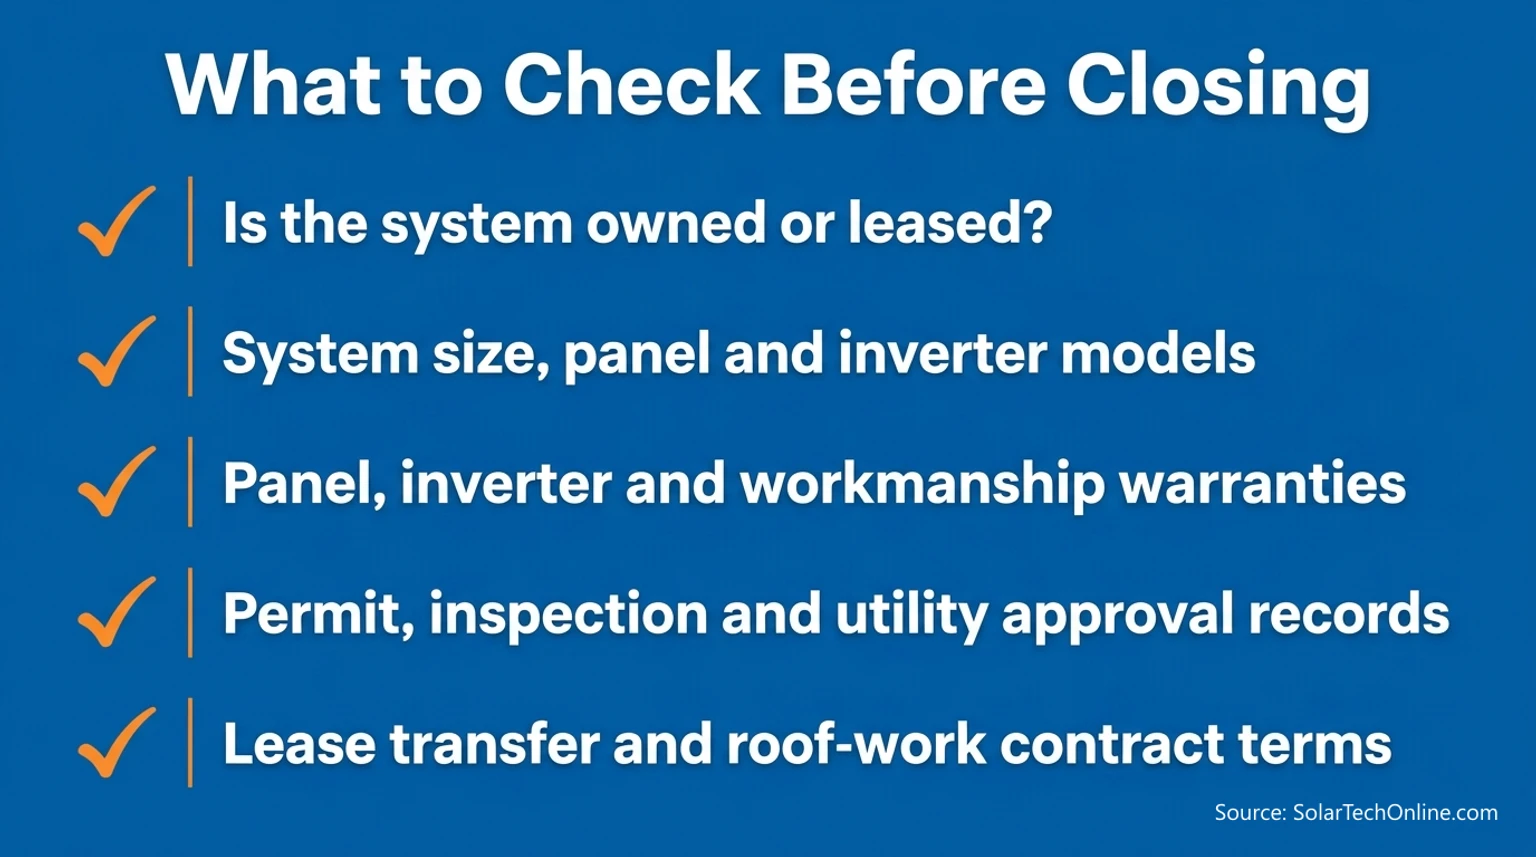 What to Check Before Closing
Is the system owned or leased?
System size, panel and inverter models
Panel, inverter and workmanship warranties
Permit, inspection and utility approval records
Lease transfer and roof-work contract terms
Source: SolarTechOnline.com